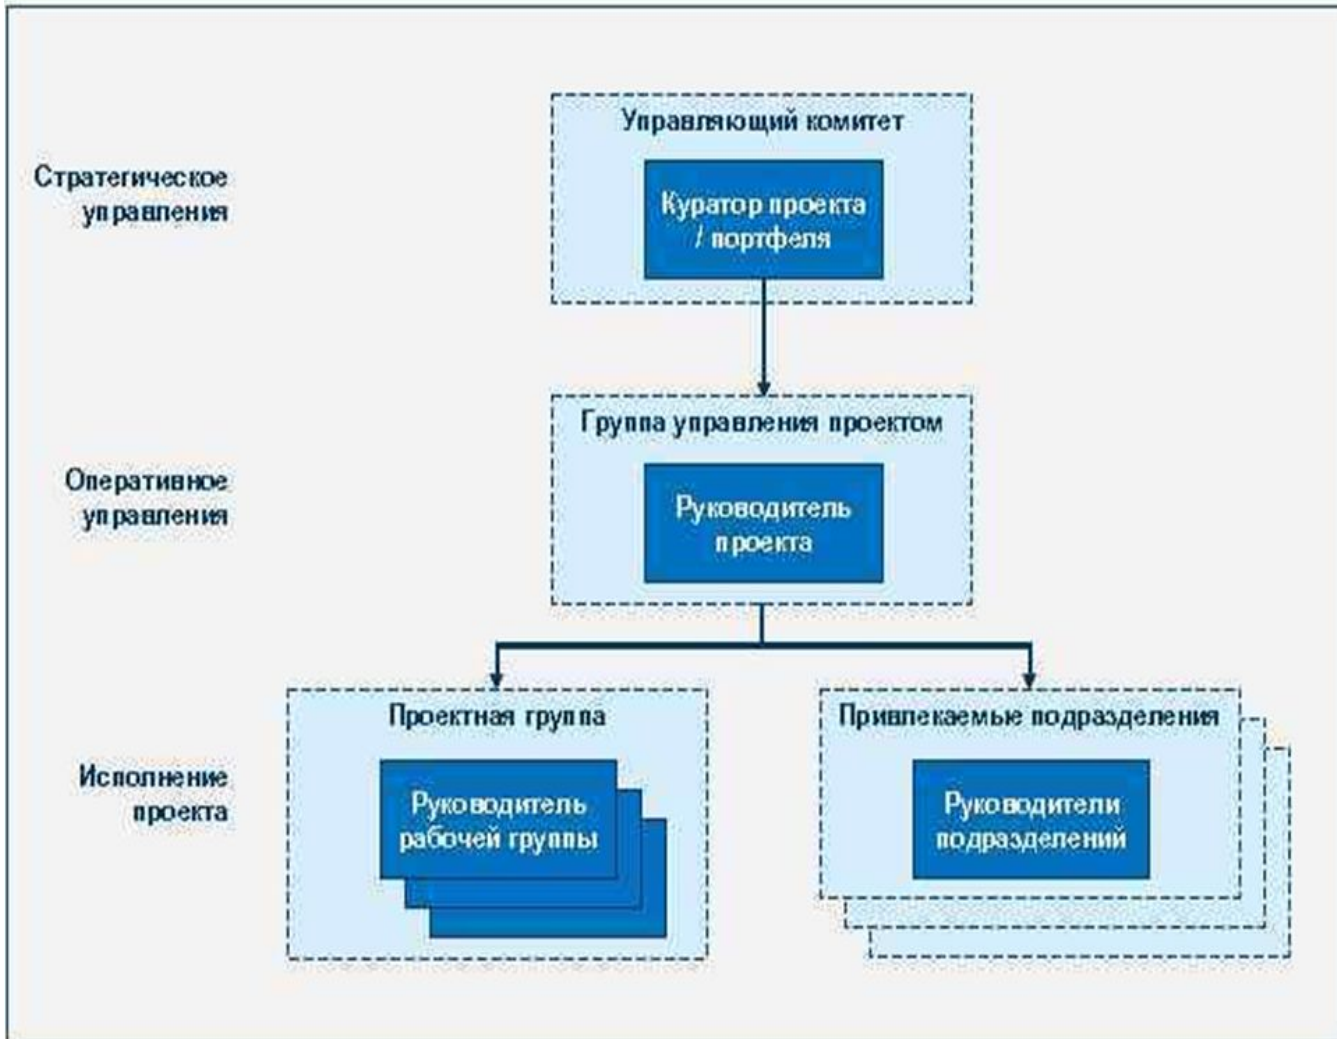 Управляющий комитет
Стратегическое
управления
Куратор проекта
/ портфеля
Группа управления проектом
Оперативное
управления
Руководитель
проекта
Проектная группа
Привлекаемые подразделения
Исполнение
проекта
Руководитель
рабочей группы
Руководители
подразделений